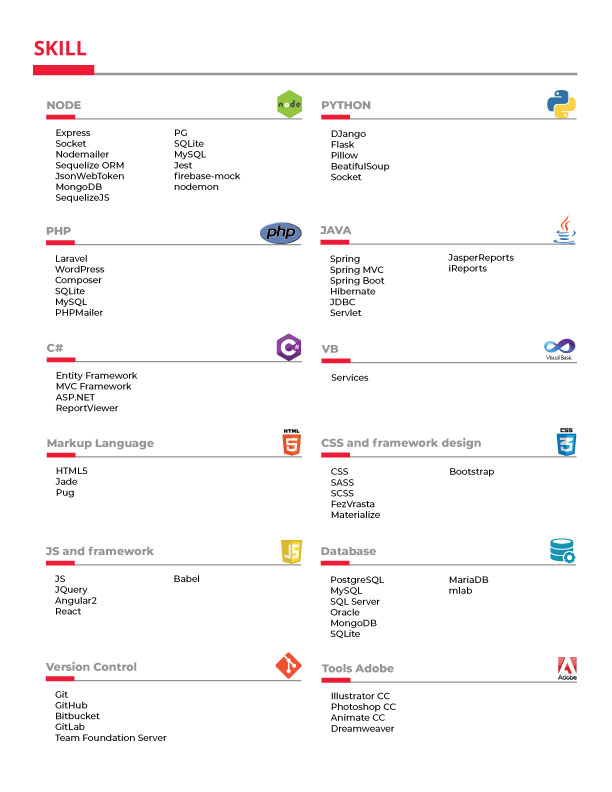 SKILL
NODE
node
Express
Socket
Nodemailer
Sequelize ORM
JsonWebToken
MongoDB
SequelizeJS
PG
SQLite
MySQL
Jest
firebase-mock
nodemon
PYTHON
DJango
Flask
Pillow
BeatifulSoup
Socket
PHP
php
Laravel
WordPress
Composer
SQLite
MySQL
PHPMailer
JAVA
Spring
Spring MVC
Spring Boot
Hibernate
JDBC
Servlet
JasperReports
iReports
C#
C#
Entity Framework
MVC Framework
ASP.NET
ReportViewer
VB
Visual Basic
Services
Markup Language
HTML
5
HTML5
Jade
Pug
CSS and framework design
CSS
3
CSS
SASS
SCSS
FezVrasta
Materialize
Bootstrap
JS and framework
JS
JS
JQuery
Angular2
React
Babel
Database
PostgreSQL
MySQL
SQL Server
Oracle
MongoDB
SQLite
MariaDB
mlab
Version Control
Git
GitHub
Bitbucket
GitLab
Team Foundation Server
Tools Adobe
Adobe
Illustrator CC
Photoshop CC
Animate CC
Dreamweaver